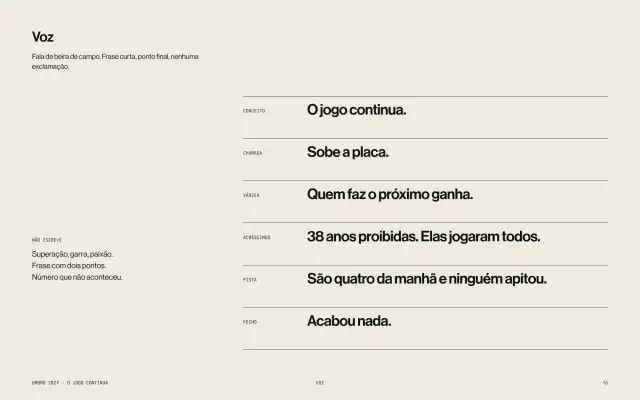 Voz
Fala de beira de campo. Frase curta, ponto final, nenhuma
exclamação.
CONCEITO
O jogo continua.
CHAMADA
Sobe a placa.
VÁRZEA
Quem faz o próximo ganha.
ACRÉSCIMOS
38 anos proibidas. Elas jogaram todos.
PISTA
São quatro da manhã e ninguém apitou.
FECHO
Acabou nada.
NÃO ESCREVE
Superação, garra, paixão.
Frase com dois pontos.
Número que não aconteceu.
UMBRO 2027 · O JOGO CONTINUA
VOZ